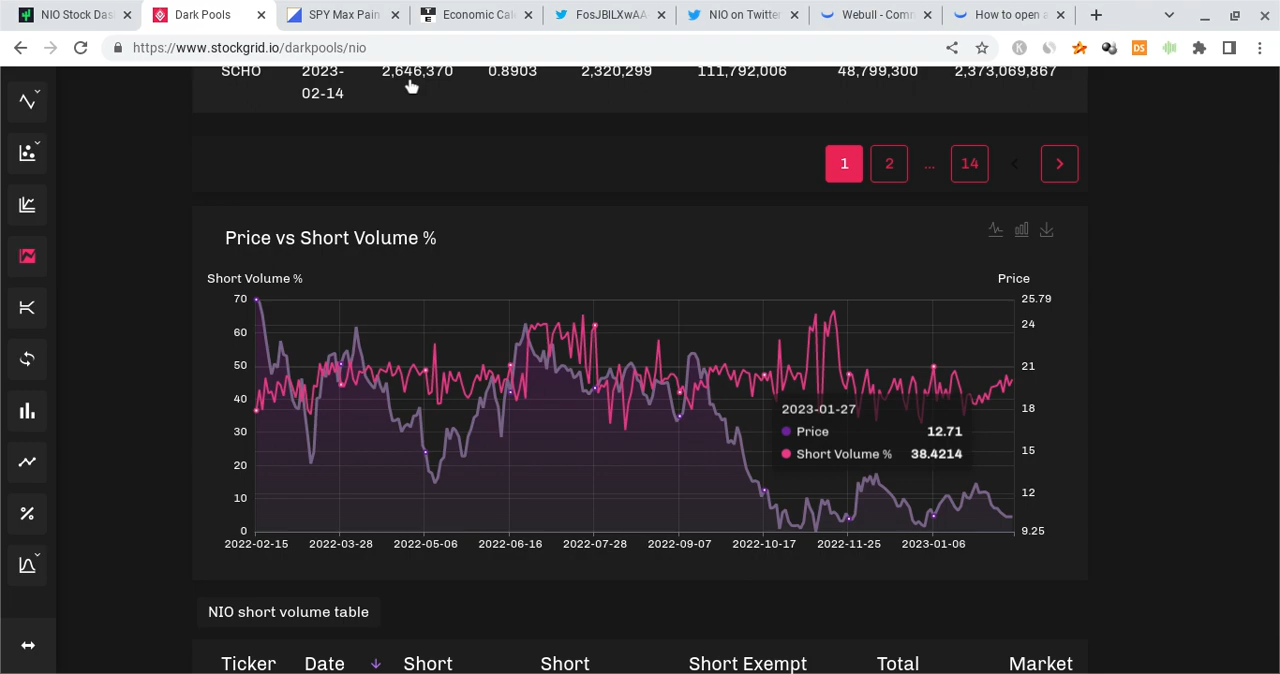 NIO Stock Das
Dark Pools
SPY Max Pain
Economic Cale
FosJBILXwAA
NIO on Twitter
Webull - Comm
How to open a
https://www.stockgrid.io/darkpools/nio
SCHO 2023-02-14 2,646,370 0.8903 2,320,299 111,792,006 48,799,300 2,373,069,867
1 2 ... 14 < >
Price vs Short Volume %
Short Volume % Price
70 25.79
60 24
50 21
40 18
30 15
20 12
10 9.25
0
2023-01-27
Price 12.71
Short Volume % 38.4214
2022-02-15 2022-03-28 2022-05-06 2022-06-16 2022-07-28 2022-09-07 2022-10-17 2022-11-25 2023-01-06
NIO short volume table
Ticker Date Short Short Short Exempt Total Market